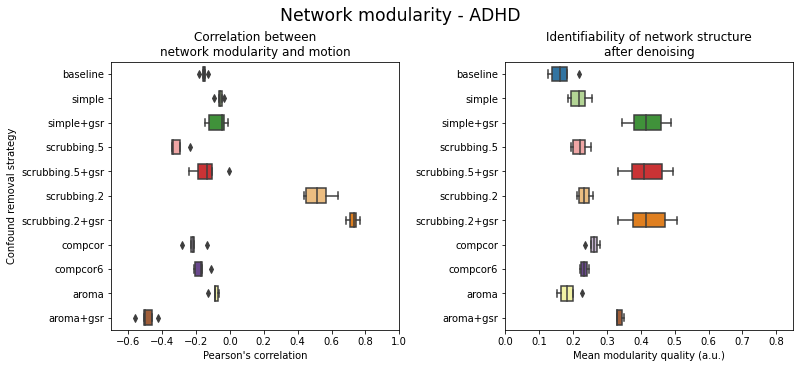 Network modularity - ADHD
Correlation between
network modularity and motion
Confound removal strategy
baseline
simple
simple+gsr
scrubbing.5
scrubbing.5+gsr
scrubbing.2
scrubbing.2+gsr
compcor
compcor6
aroma
aroma+gsr
−0.6 −0.4 −0.2 0.0 0.2 0.4 0.6 0.8 1.0
Pearson's correlation
Identifiability of network structure
after denoising
baseline
simple
simple+gsr
scrubbing.5
scrubbing.5+gsr
scrubbing.2
scrubbing.2+gsr
compcor
compcor6
aroma
aroma+gsr
0.0 0.1 0.2 0.3 0.4 0.5 0.6 0.7 0.8
Mean modularity quality (a.u.)